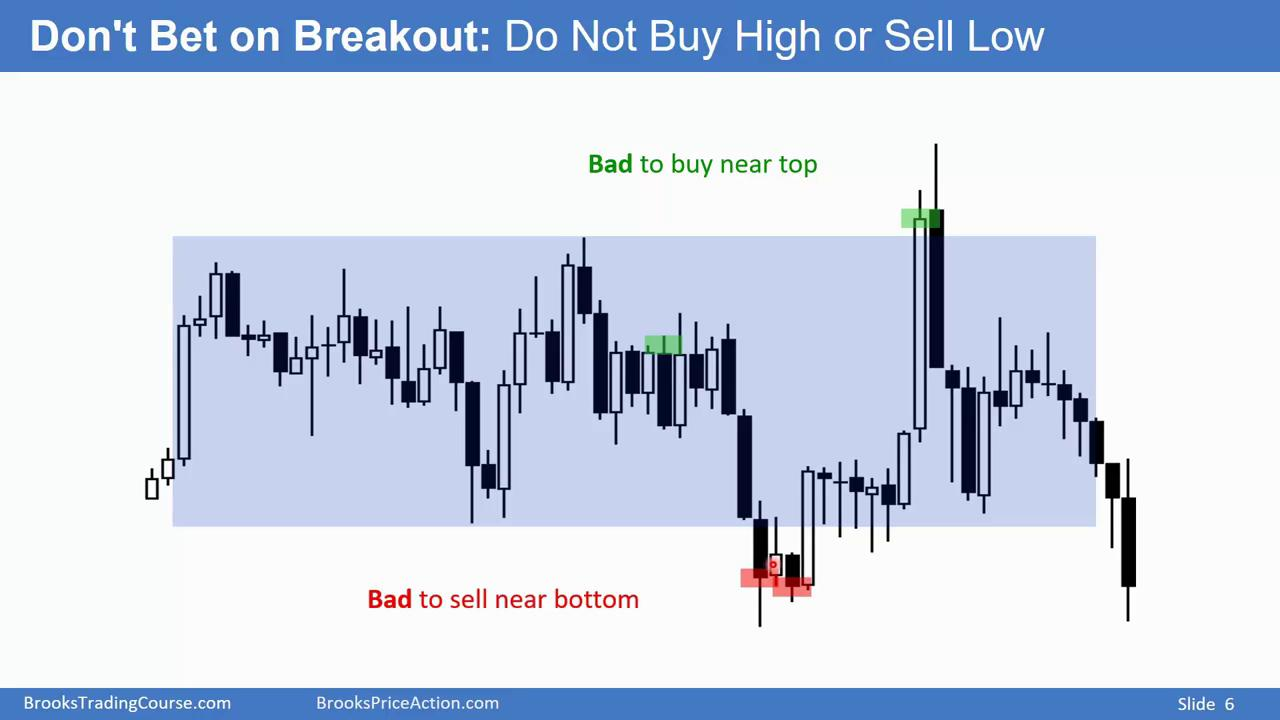 Don't Bet on Breakout: Do Not Buy High or Sell Low
Bad to buy near top
Bad to sell near bottom
BrooksTradingCourse.com
BrooksPriceAction.com
Slide 6